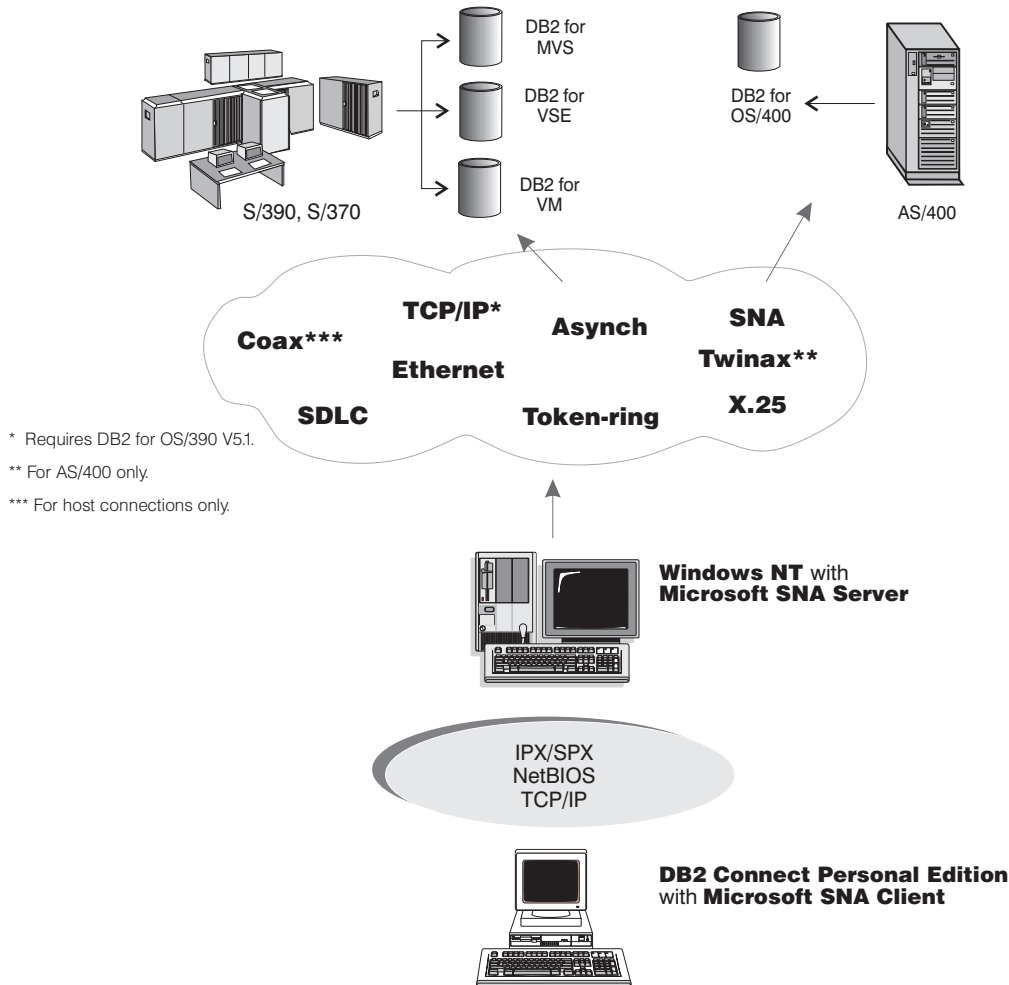 DB2 for
MVS
DB2 for
VSE
DB2 for
VM
S/390, S/370
DB2 for
OS/400
AS/400
TCP/IP*
Asynch
SNA
Coax***
Ethernet
Twinax**
SDLC
Token-ring
X.25
* Requires DB2 for OS/390 V5.1.
** For AS/400 only.
*** For host connections only.
Windows NT with
Microsoft SNA Server
IPX/SPX
NetBIOS
TCP/IP
DB2 Connect Personal Edition
with Microsoft SNA Client